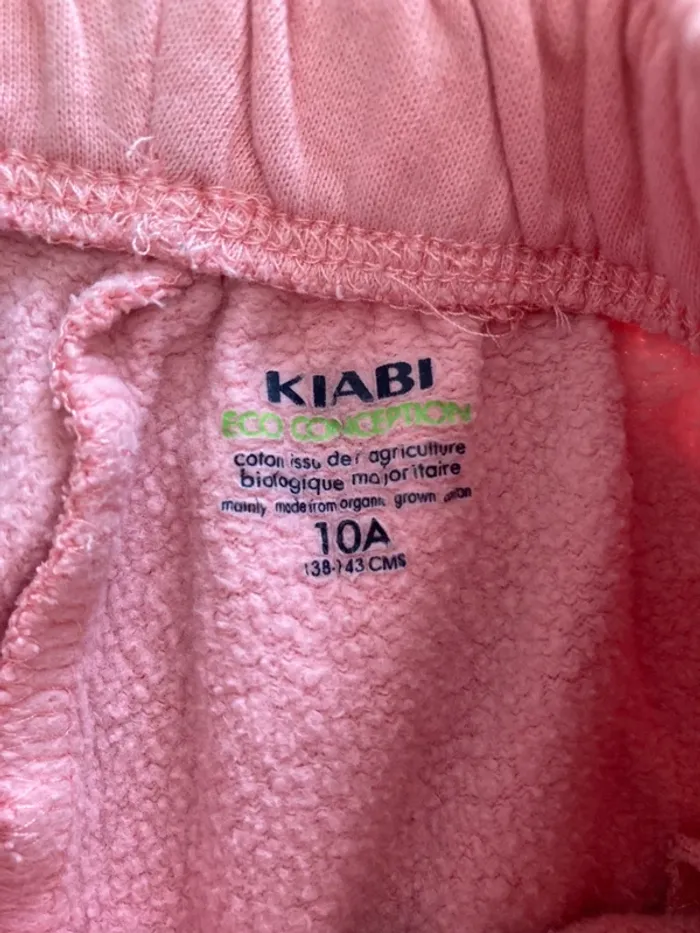 KIABI
ECO CONCEPTION
coton issu de l'agriculture
biologique majoritaire
mainly made from organic grown cotton
10A
138-143 CMS